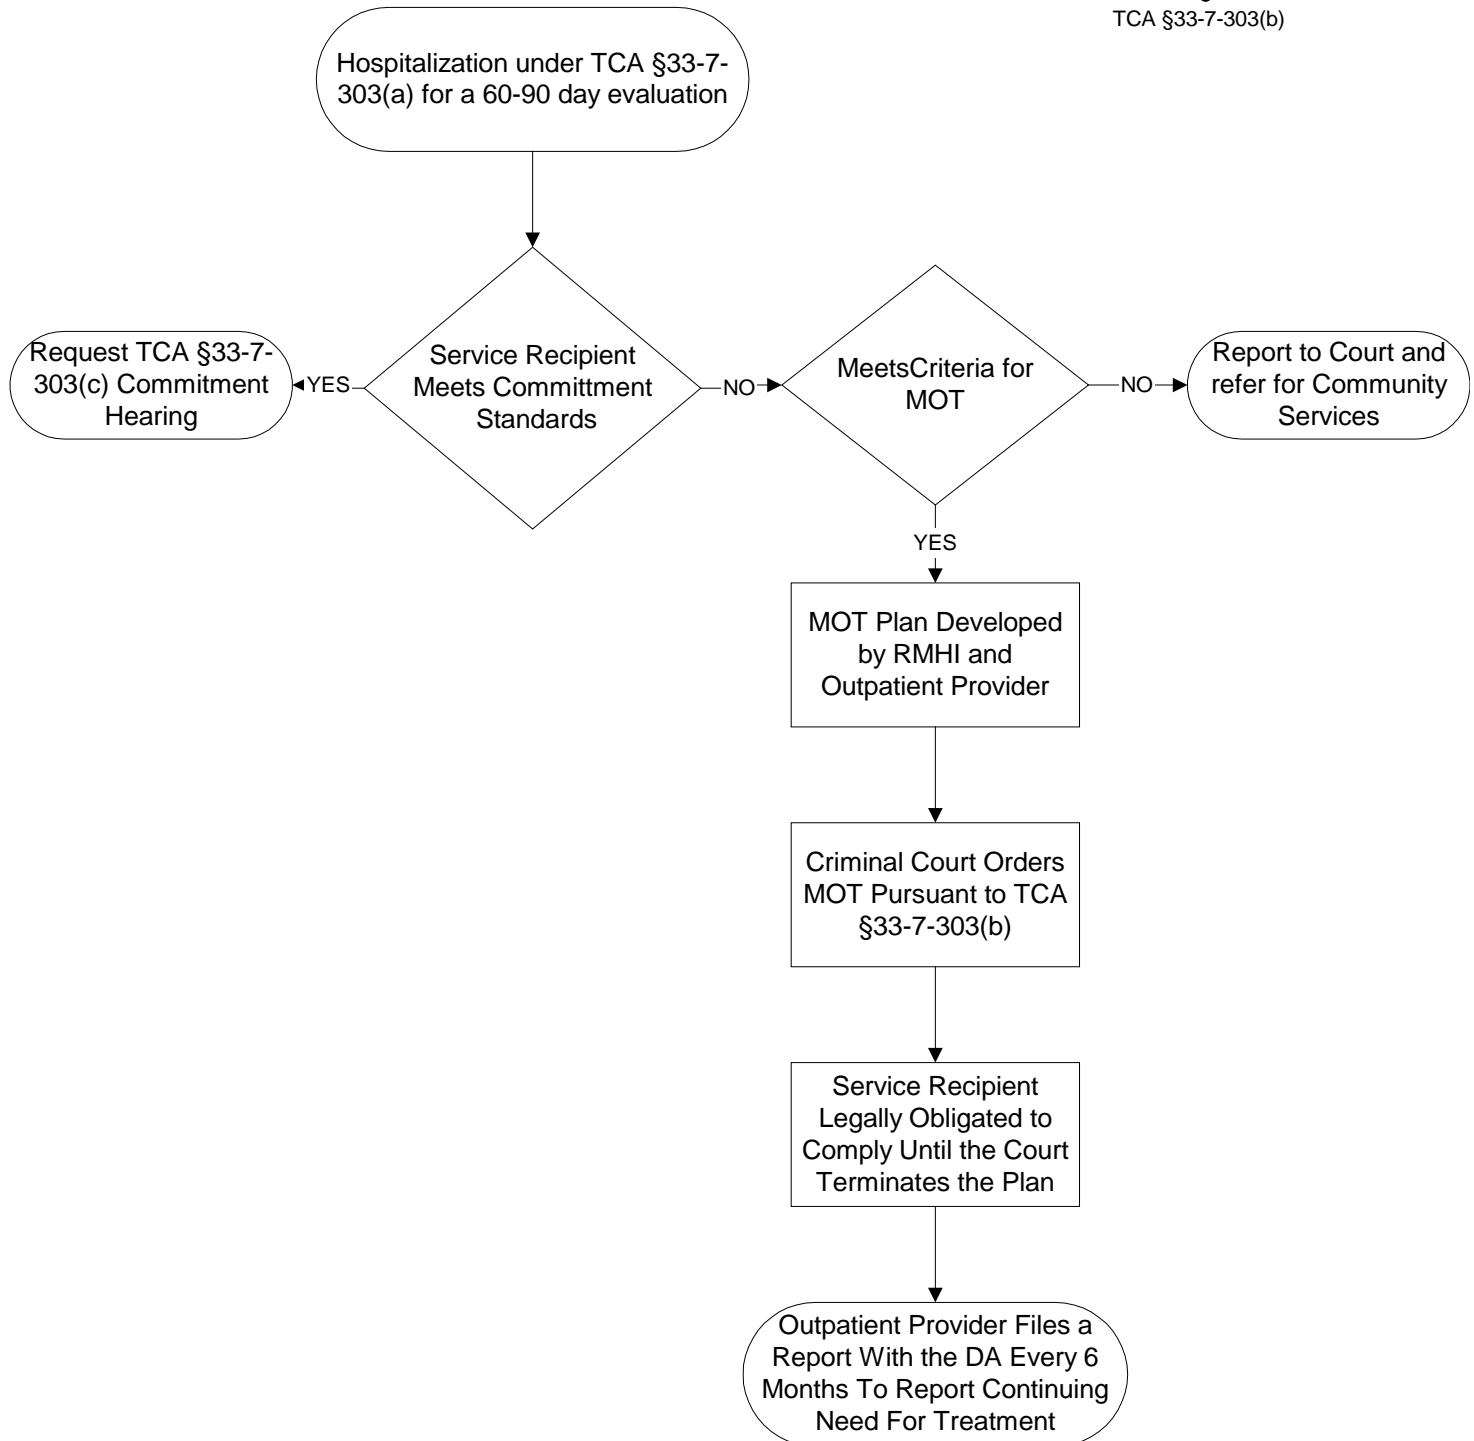 TCA §33-7-303(b)
Hospitalization under TCA §33-7-
303(a) for a 60-90 day evaluation
Service Recipient
Meets Committment
Standards
YES
Request TCA §33-7-
303(c) Commitment
Hearing
NO
MeetsCriteria for
MOT
NO
Report to Court and
refer for Community
Services
YES
MOT Plan Developed
by RMHI and
Outpatient Provider
Criminal Court Orders
MOT Pursuant to TCA
§33-7-303(b)
Service Recipient
Legally Obligated to
Comply Until the Court
Terminates the Plan
Outpatient Provider Files a
Report With the DA Every 6
Months To Report Continuing
Need For Treatment